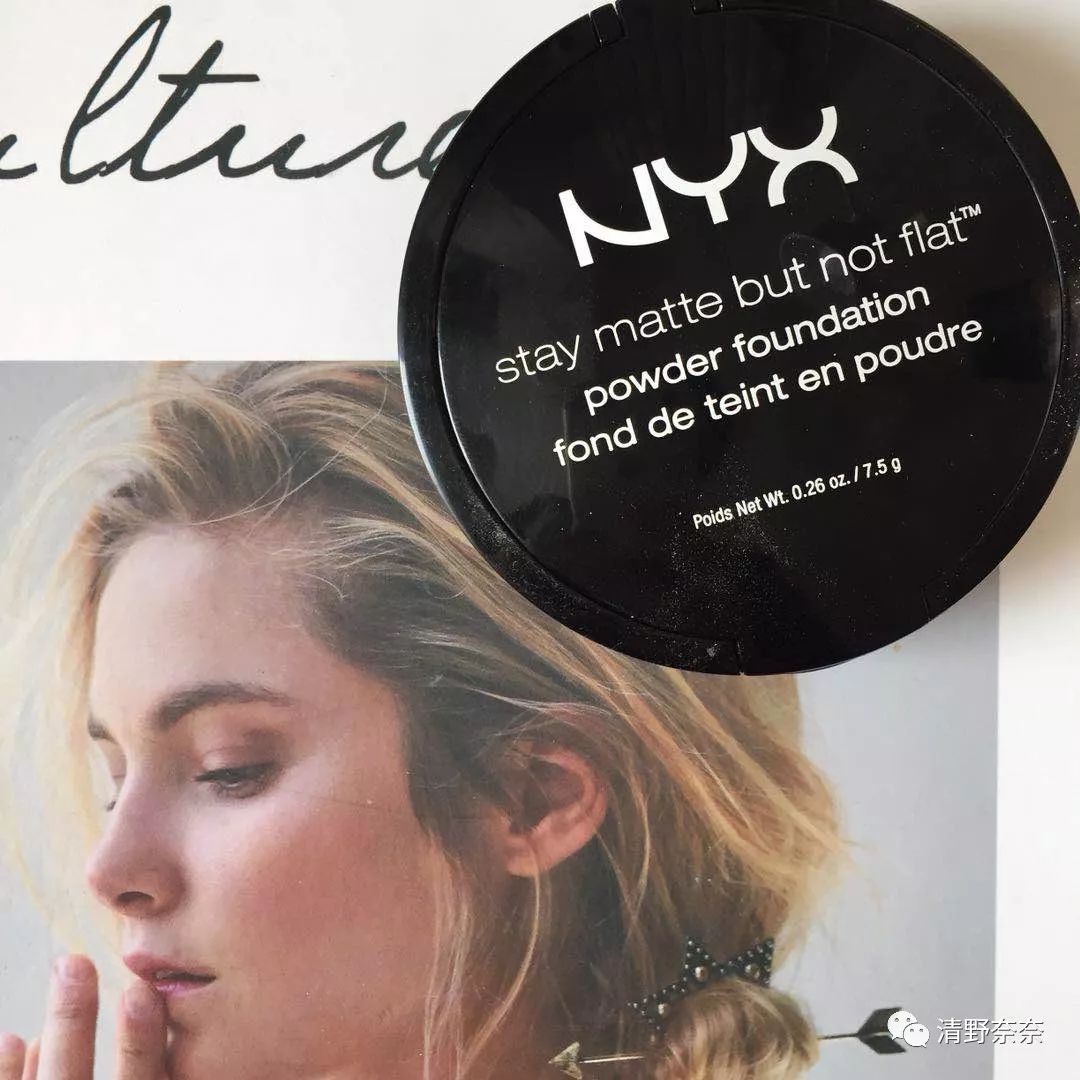 ulture
NYX
stay matte but not flat™
powder foundation
fond de teint en poudre
Poids Net Wt. 0.26 oz. / 7.5 g
清野奈奈